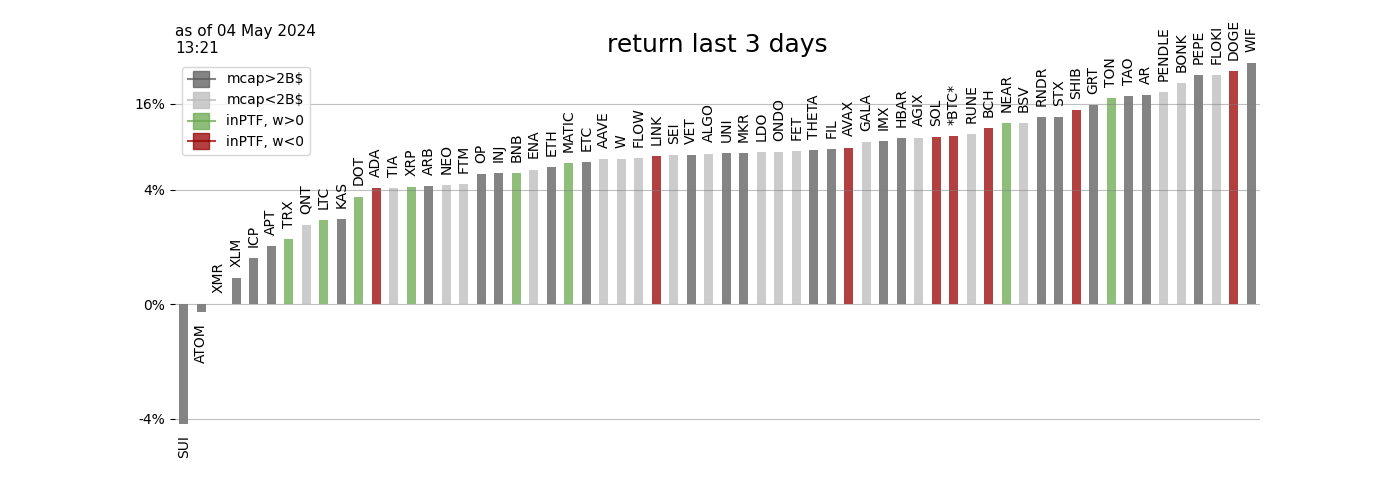 as of 04 May 2024
13:21
return last 3 days
mcap>2B$
mcap<2B$
inPTF, w>0
inPTF, w<0
16%
4%
0%
-4%
SUI
ATOM
XMR
XLM
ICP
APT
TRX
QNT
LTC
KAS
DOT
ADA
TIA
XRP
ARB
NEO
FTM
OP
INJ
BNB
ENA
ETH
MATIC
ETC
AAVE
W
FLOW
LINK
SEI
VET
ALGO
UNI
MKR
LDO
ONDO
FET
THETA
FIL
AVAX
GALA
IMX
HBAR
AGIX
SOL
*BTC*
RUNE
BCH
NEAR
BSV
RNDR
STX
SHIB
GRT
TON
TAO
AR
PENDLE
BONK
PEPE
FLOKI
DOGE
WIF